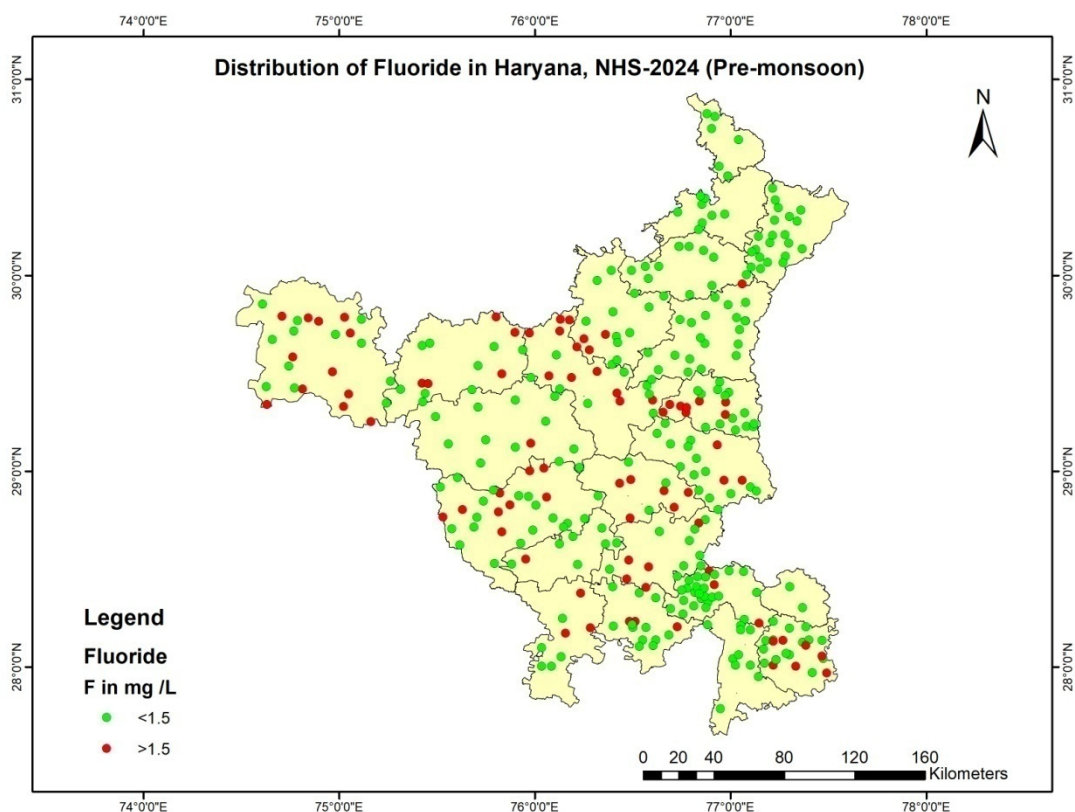 74°0'0"E 75°0'0"E 76°0'0"E 77°0'0"E 78°0'0"E
Distribution of Fluoride in Haryana, NHS-2024 (Pre-monsoon)
31°0'0"N 31°0'0"N
N
30°0'0"N 30°0'0"N
29°0'0"N 29°0'0"N
28°0'0"N 28°0'0"N
Legend
Fluoride
F in mg /L
<1.5
>1.5
0 20 40 80 120 160
Kilometers
74°0'0"E 75°0'0"E 76°0'0"E 77°0'0"E 78°0'0"E